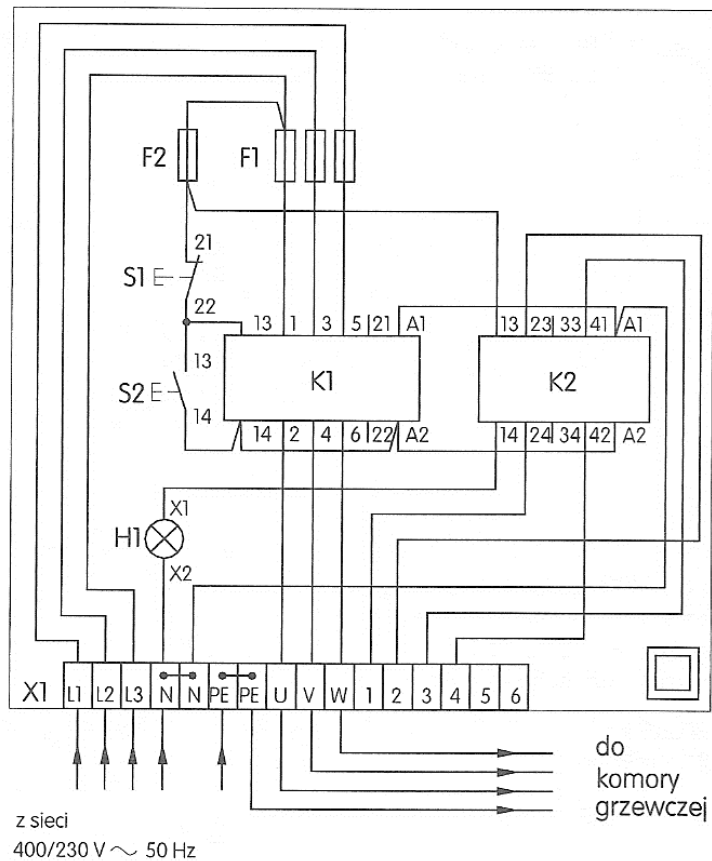 F2 F1
21
S1
22
13 1 3 5 21 A1
13 23 33 41 A1
13
S2
K1
K2
14
14 2 4 6 22 A2
14 24 34 42 A2
X1
H1
X2
X1 L1 L2 L3 N N PE PE U V W 1 2 3 4 5 6
do
komory
grzewczej
z sieci
400/230 V ~ 50 Hz